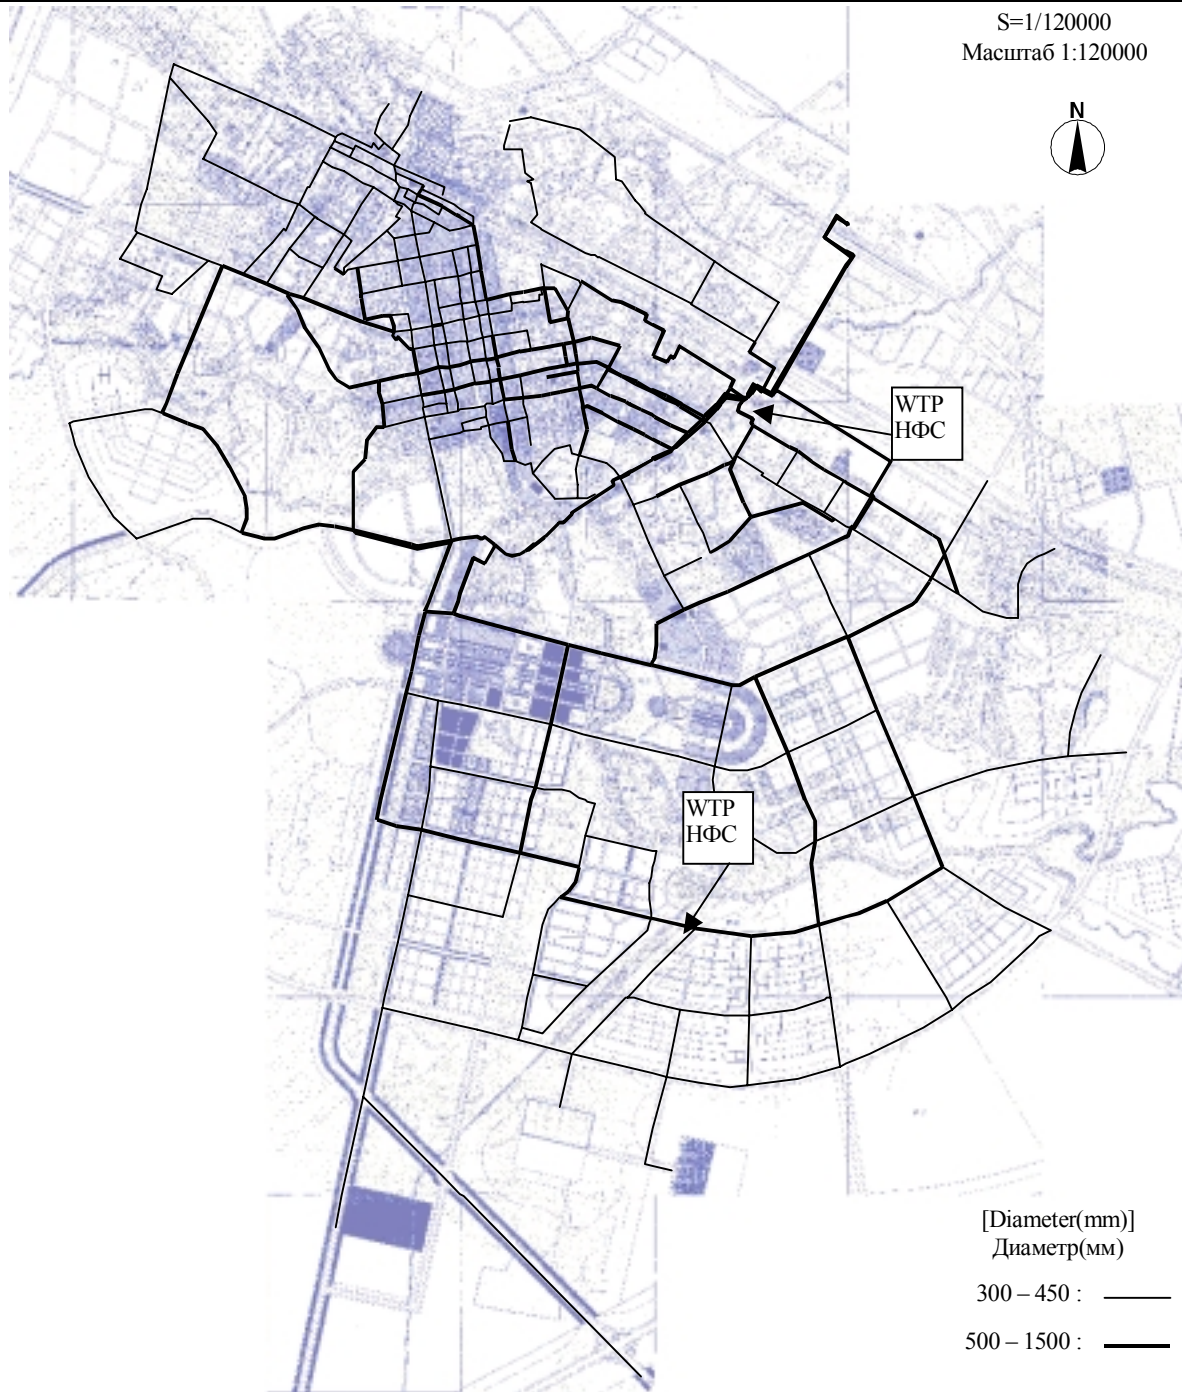 S=1/120000
Масштаб 1:120000
N
WTP
НФС
WTP
НФС
[Diameter(mm)]
Диаметр(мм)
300 – 450 :
500 – 1500 :